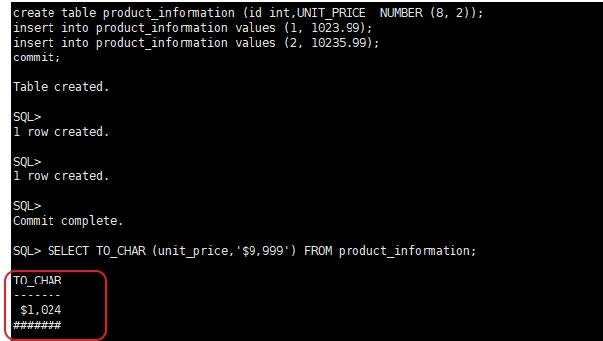 create table product_information (id int,UNIT_PRICE  NUMBER (8, 2));
insert into product_information values (1, 1023.99);
insert into product_information values (2, 10235.99);
commit;
Table created.
SQL>
1 row created.
SQL>
1 row created.
SQL>
Commit complete.
SQL> SELECT TO_CHAR (unit_price,'$9,999') FROM product_information;
TO_CHAR
-------
$1,024
#######